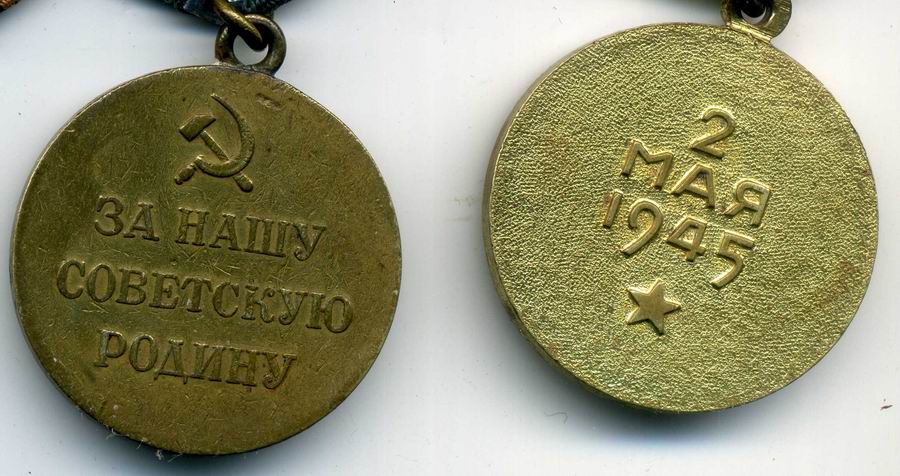 ЗА НАШУ
СОВЕТСКУЮ
РОДИНУ
2
МАЯ
1945